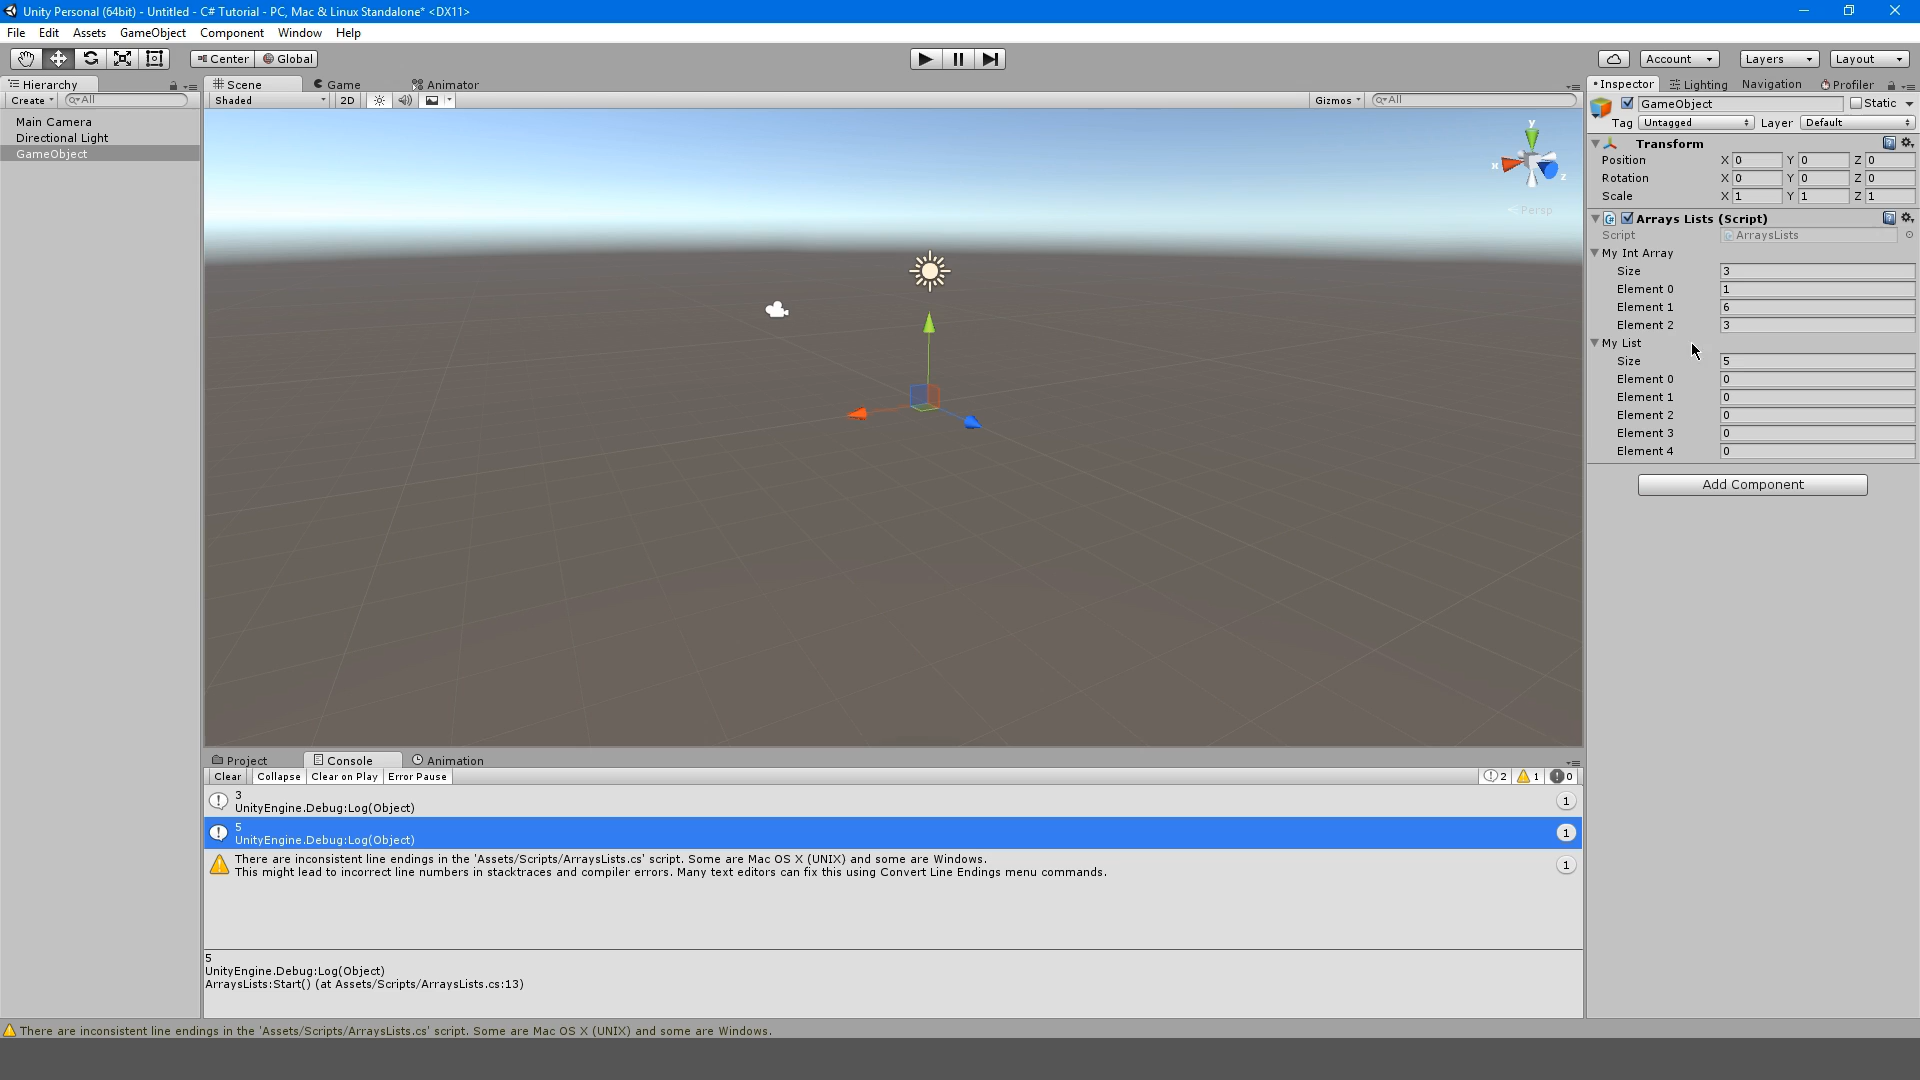 Unity Personal (64bit) - Untitled - C# Tutorial - PC, Mac & Linux Standalone* <DX11>
File Edit Assets GameObject Component Window Help
Center Global Account Layers Layout
Hierarchy
Create All
Main Camera
Directional Light
GameObject
Scene Game Animator
Shaded 2D Gizmos All
y
x
z
Persp
Inspector Lighting Navigation Profiler
GameObject Static
Tag Untagged Layer Default
Transform
Position X 0 Y 0 Z 0
Rotation X 0 Y 0 Z 0
Scale X 1 Y 1 Z 1
Arrays Lists (Script)
Script ArraysLists
My Int Array
Size 3
Element 0 1
Element 1 6
Element 2 3
My List
Size 5
Element 0 0
Element 1 0
Element 2 0
Element 3 0
Element 4 0
Add Component
Project Console Animation
Clear Collapse Clear on Play Error Pause 2 1 0
3
UnityEngine.Debug:Log(Object) 1
5
UnityEngine.Debug:Log(Object) 1
There are inconsistent line endings in the 'Assets/Scripts/ArraysLists.cs' script. Some are Mac OS X (UNIX) and some are Windows. 1
This might lead to incorrect line numbers in stacktraces and compiler errors. Many text editors can fix this using Convert Line Endings menu commands.
5
UnityEngine.Debug:Log(Object)
ArraysLists:Start() (at Assets/Scripts/ArraysLists.cs:13)
There are inconsistent line endings in the 'Assets/Scripts/ArraysLists.cs' script. Some are Mac OS X (UNIX) and some are Windows.